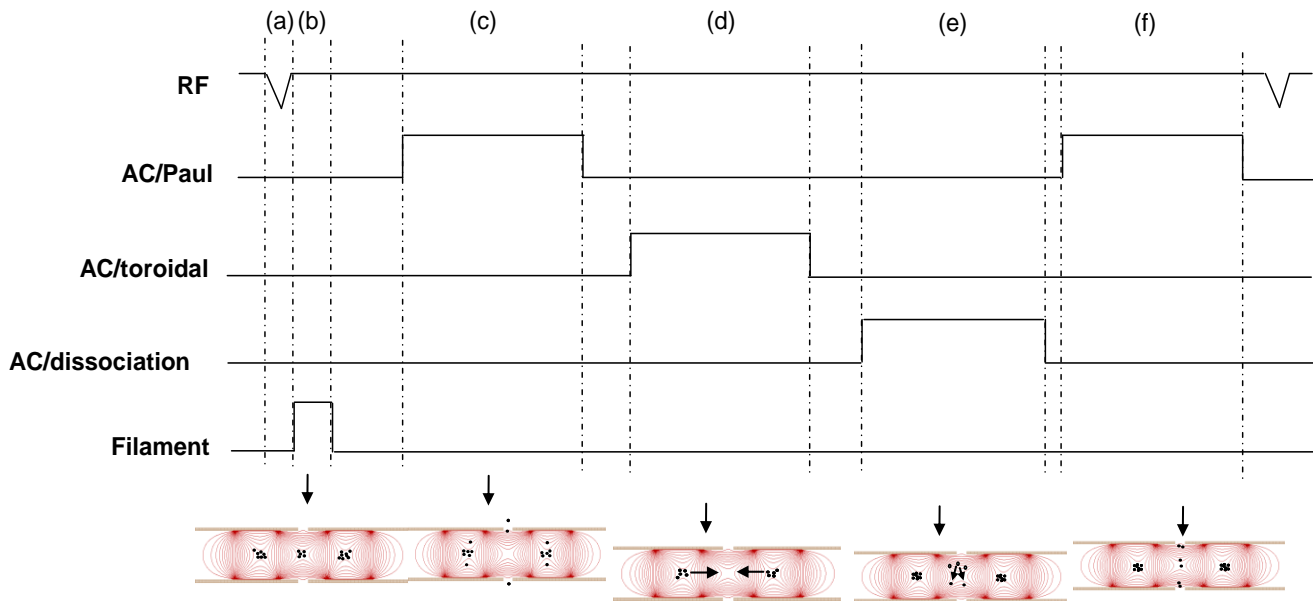 (a) (b) (c) (d) (e) (f)
RF
AC/Paul
AC/toroidal
AC/dissociation
Filament